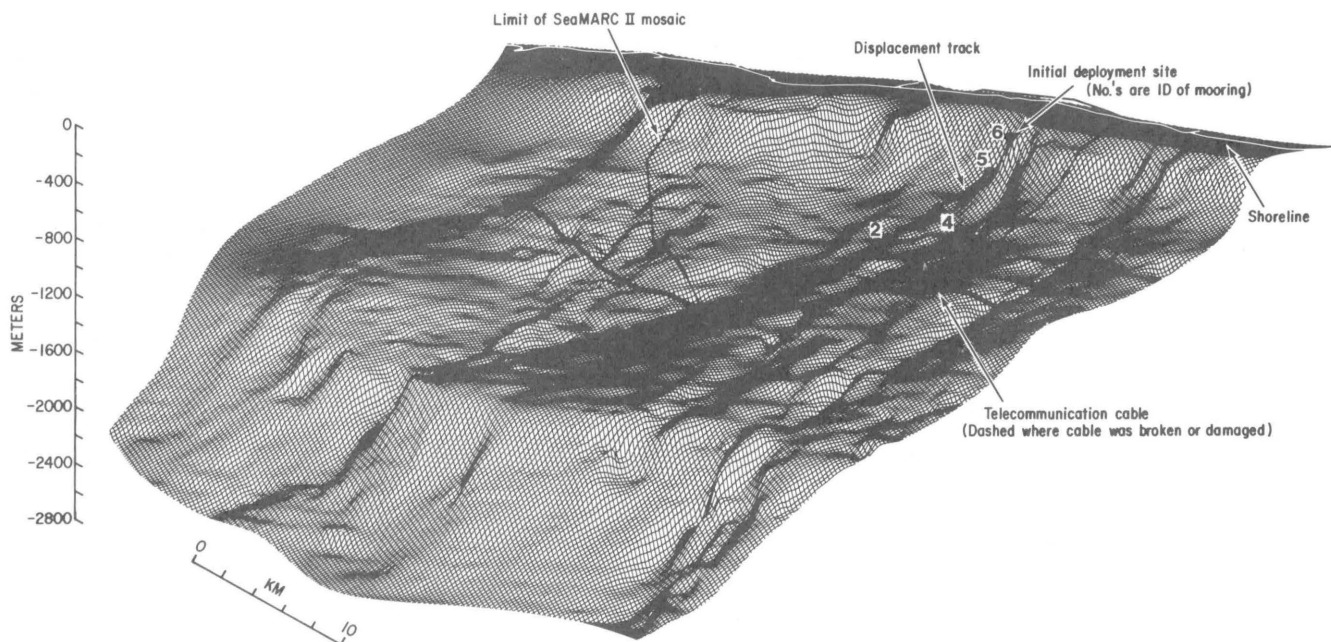 Limit of SeaMARC II mosaic
Displacement track
Initial deployment site
(No.'s are ID of mooring)
0
-400
-800
-1200
-1600
-2000
-2400
-2800
METERS
6
5
4
2
Shoreline
Telecommunication cable
(Dashed where cable was broken or damaged)
0
KM
10